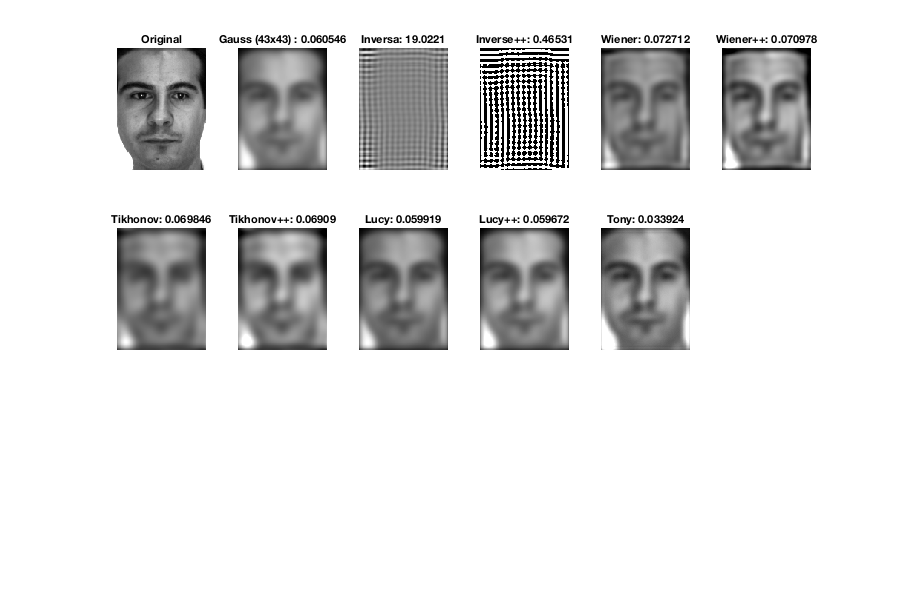 Original
Gauss (43x43) : 0.060546
Inversa: 19.0221
Inverse++: 0.46531
Wiener: 0.072712
Wiener++: 0.070978
Tikhonov: 0.069846
Tikhonov++: 0.06909
Lucy: 0.059919
Lucy++: 0.059672
Tony: 0.033924